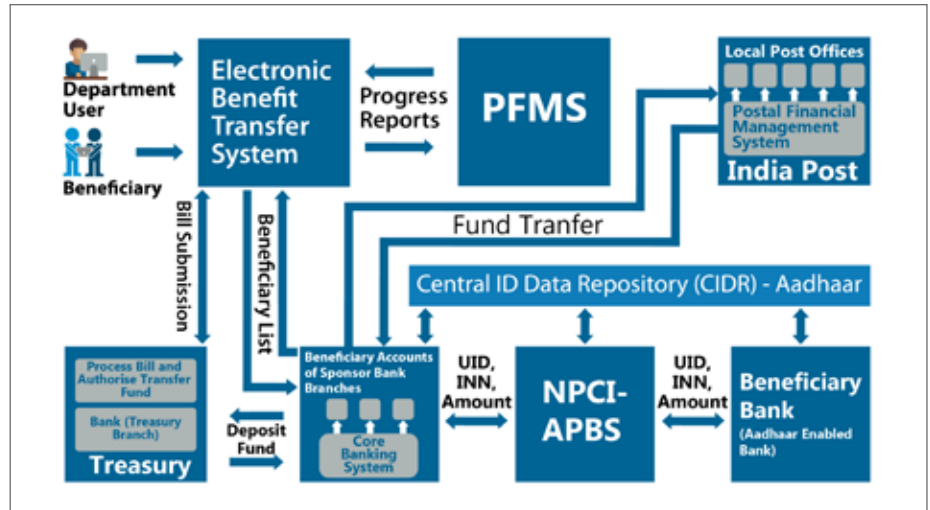 Department
User
Beneficiary
Electronic
Benefit
Transfer
System
Progress
Reports
PFMS
Local Post Offices
Postal Financial
Management
System
India Post
Fund Tranfer
Bill Submission
Beneficiary List
Central ID Data Repository (CIDR) - Aadhaar
Process Bill and
Authorise Transfer
Fund
Bank (Treasury
Branch)
Treasury
Deposit
Fund
Beneficiary Accounts
of Sponsor Bank
Branches
Core
Banking
System
UID,
INN,
Amount
NPCI-
APBS
UID,
INN,
Amount
Beneficiary
Bank
(Aadhaar Enabled
Bank)